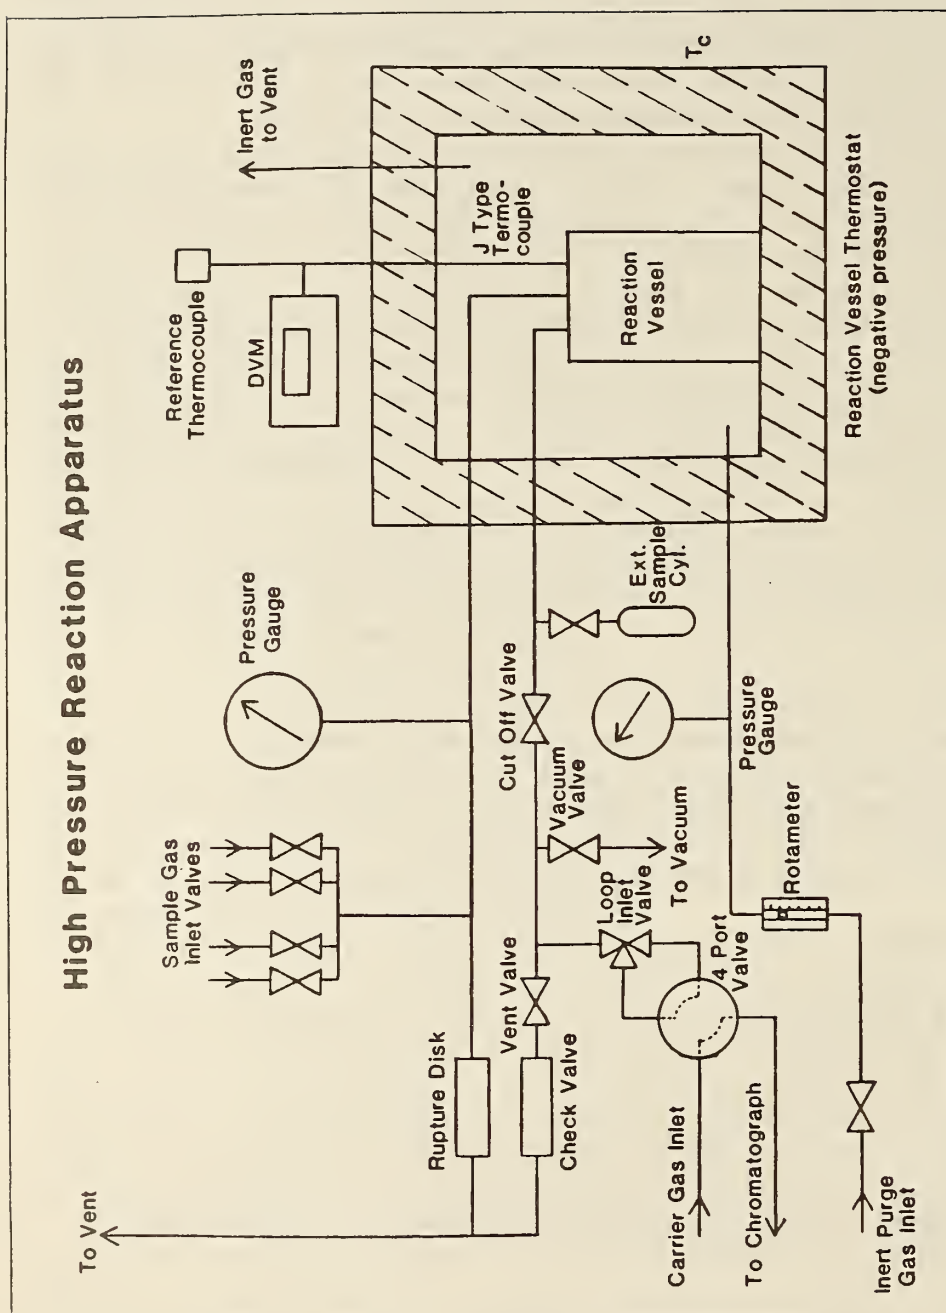 High Pressure Reaction Apparatus
To Vent
Sample Gas
Inlet Valves
Pressure
Gauge
Reference
Thermocouple
DVM
Inert Gas
to Vent
Rupture Disk
Check Valve
Vent Valve
Cut Off Valve
Vacuum
Valve
To Vacuum
Loop
Inlet
Valve
4 Port
Valve
Ext.
Sample
Cyl.
J Type
Termo-
couple
Reaction
Vessel
Tc
Carrier Gas Inlet
To Chromatograph
Pressure
Gauge
Rotameter
Inert Purge
Gas Inlet
Reaction Vessel Thermostat
(negative pressure)